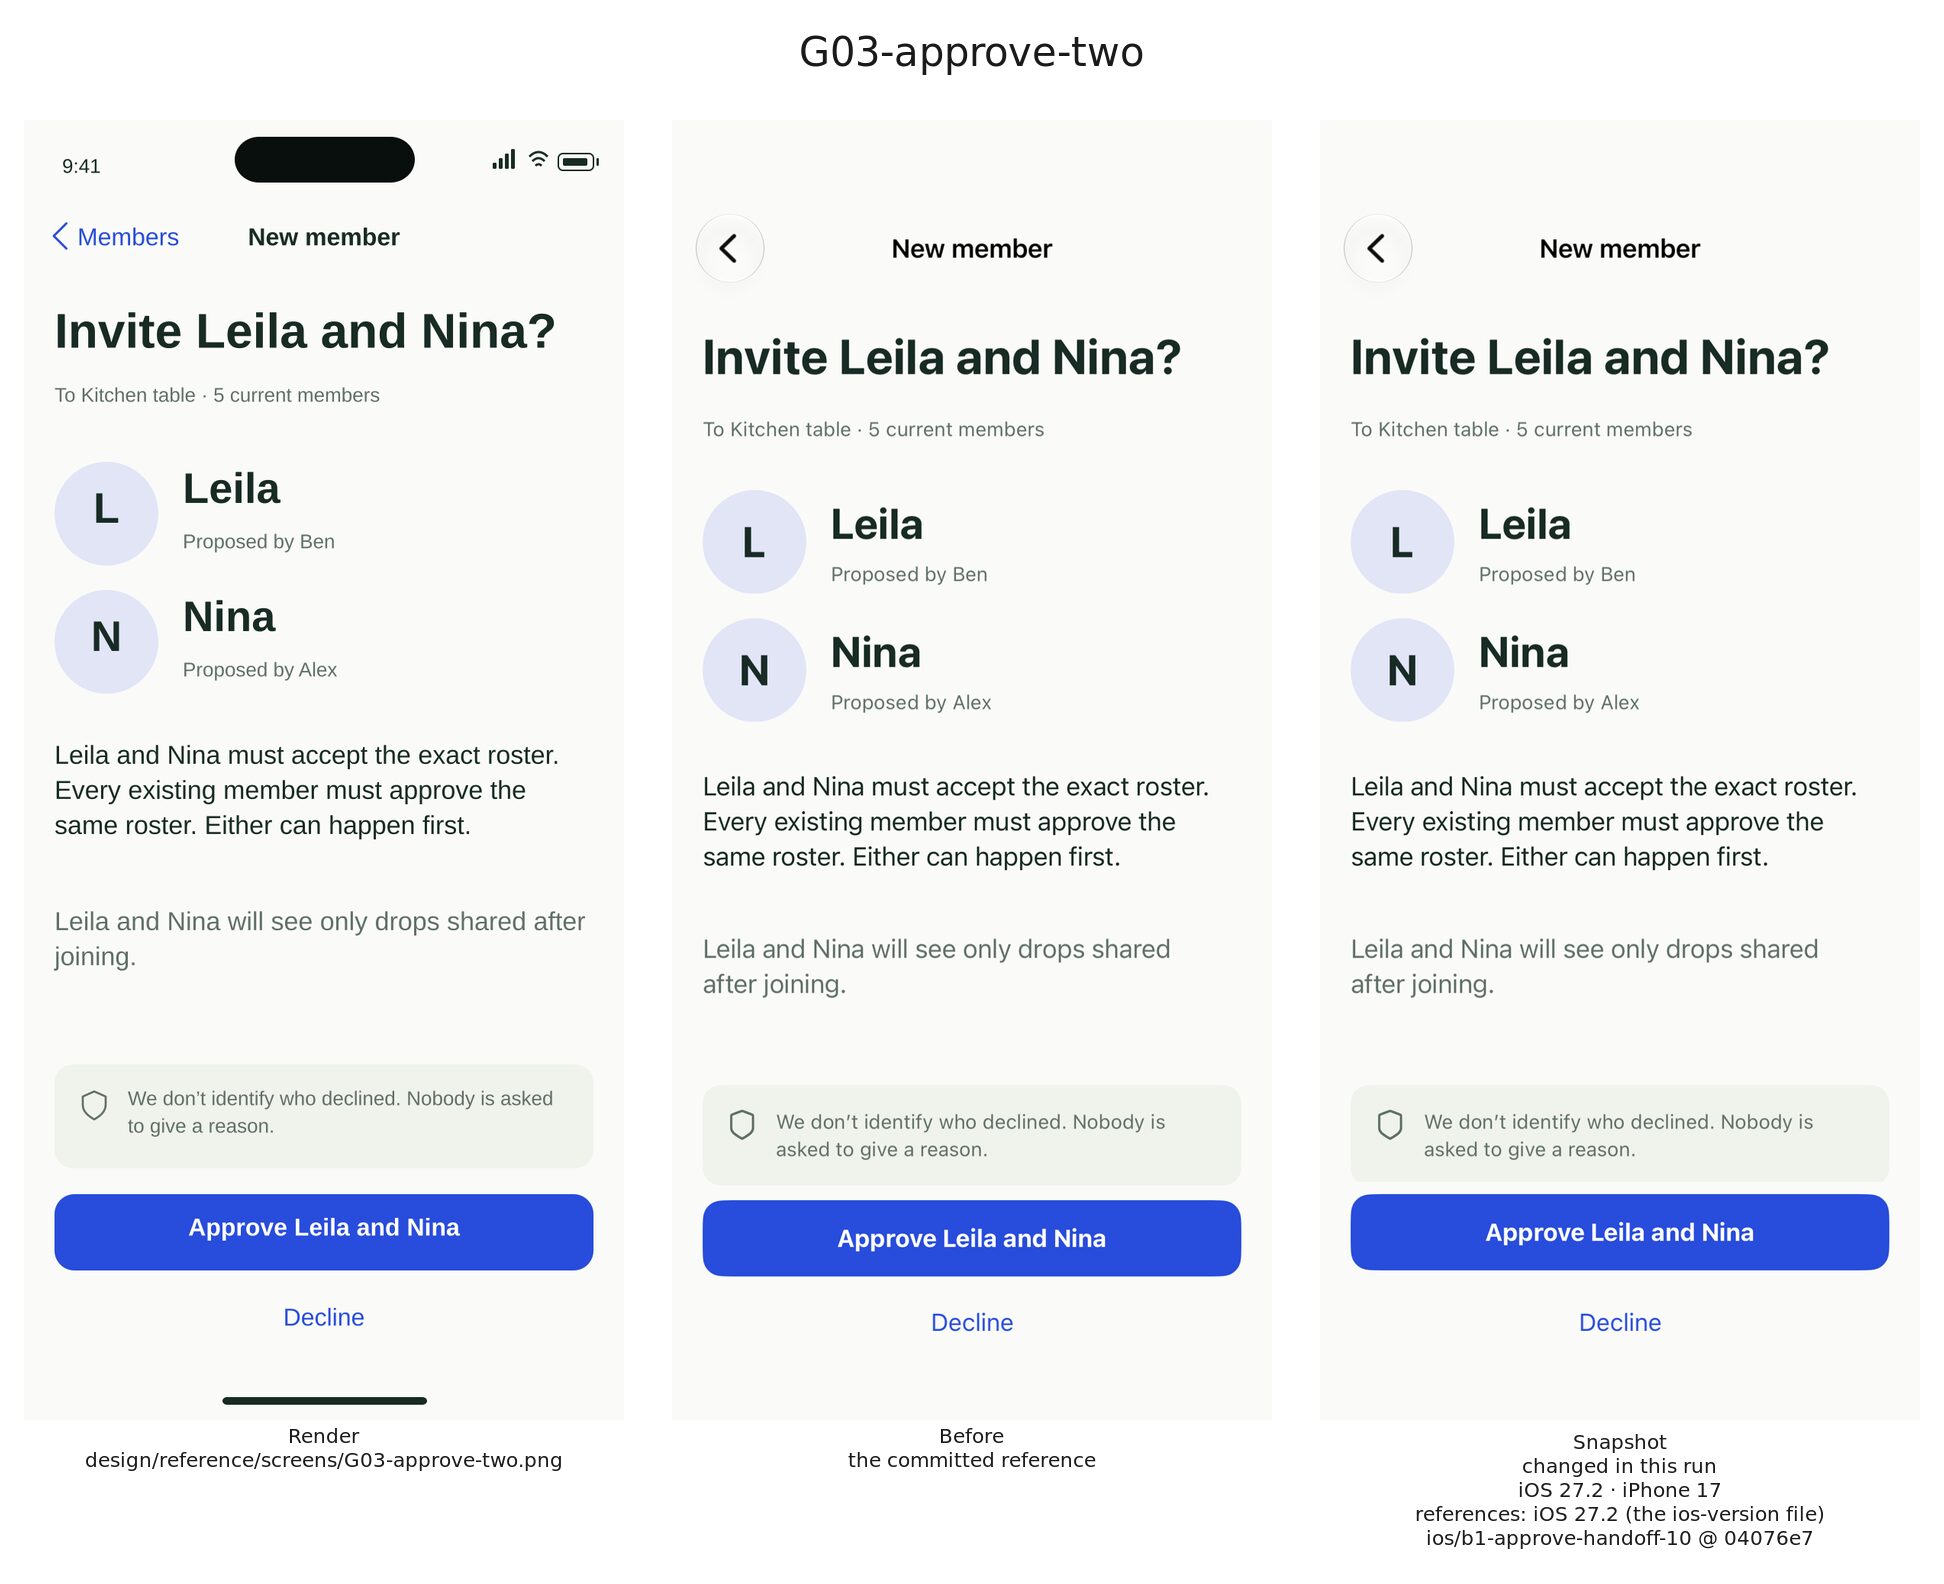 G03-approve-two
9:41
Members
New member
Invite Leila and Nina?
To Kitchen table · 5 current members
L
Leila
Proposed by Ben
N
Nina
Proposed by Alex
Leila and Nina must accept the exact roster.
Every existing member must approve the
same roster. Either can happen first.
Leila and Nina will see only drops shared after
joining.
We don’t identify who declined. Nobody is asked
to give a reason.
Approve Leila and Nina
Decline
Render
design/reference/screens/G03-approve-two.png
New member
Invite Leila and Nina?
To Kitchen table · 5 current members
L
Leila
Proposed by Ben
N
Nina
Proposed by Alex
Leila and Nina must accept the exact roster.
Every existing member must approve the
same roster. Either can happen first.
Leila and Nina will see only drops shared
after joining.
We don’t identify who declined. Nobody is
asked to give a reason.
Approve Leila and Nina
Decline
Before
the committed reference
New member
Invite Leila and Nina?
To Kitchen table · 5 current members
L
Leila
Proposed by Ben
N
Nina
Proposed by Alex
Leila and Nina must accept the exact roster.
Every existing member must approve the
same roster. Either can happen first.
Leila and Nina will see only drops shared
after joining.
We don’t identify who declined. Nobody is
asked to give a reason.
Approve Leila and Nina
Decline
Snapshot
changed in this run
iOS 27.2 · iPhone 17
references: iOS 27.2 (the ios-version file)
ios/b1-approve-handoff-10 @ 04076e7